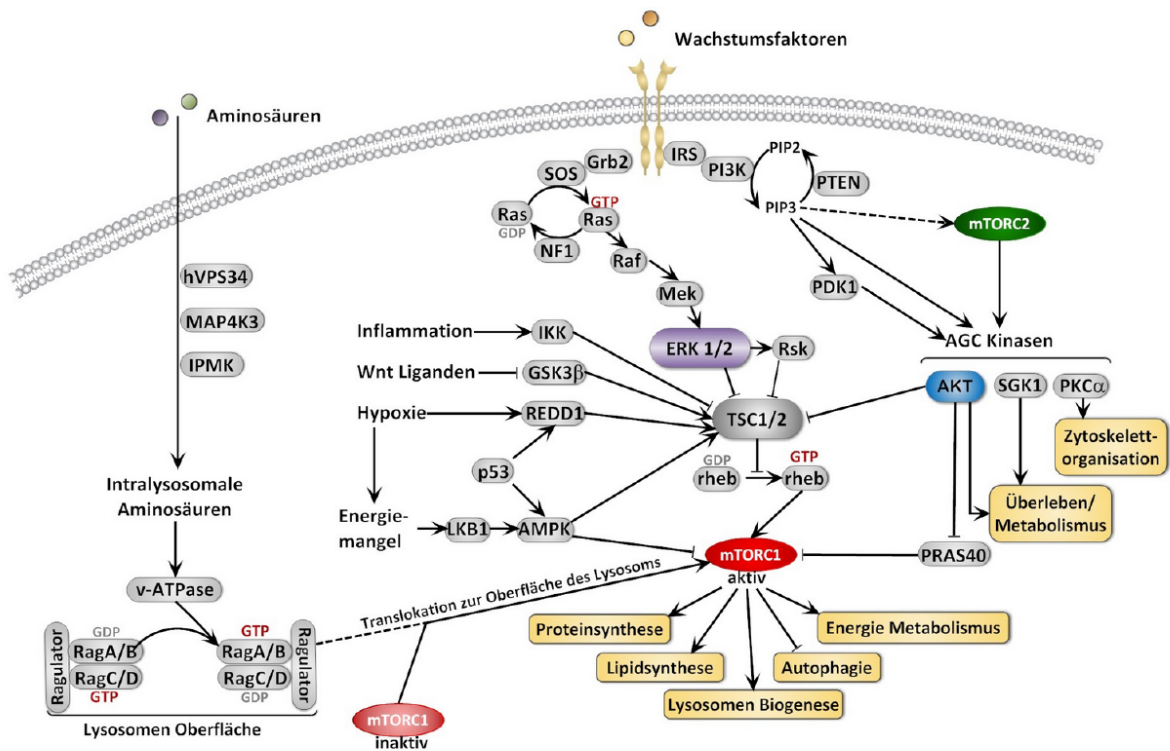 Wachstumsfaktoren
Aminosäuren
Grb2
SOS
IRS
PI3K
PIP2
PTEN
PIP3
GTP
Ras
GDP
Ras
NF1
Raf
Mek
mTORC2
PDK1
hVPS34
MAP4K3
IPMK
Inflammation
IKK
ERK 1/2
Rsk
AGC Kinasen
Wnt Liganden
GSK3β
AKT
SGK1
PKCα
Hypoxie
REDD1
TSC1/2
Zytoskelett-
organisation
p53
GDP
rheb
GTP
rheb
Intralysosomale
Aminosäuren
Energie-
mangel
LKB1
AMPK
Überleben/
Metabolismus
mTORC1
aktiv
PRAS40
v-ATPase
Translokation zur Oberfläche des Lysosoms
Ragulator
GDP
RagA/B
RagC/D
GTP
GTP
RagA/B
RagC/D
GDP
Ragulator
Lysosomen Oberfläche
mTORC1
inaktiv
Proteinsynthese
Energie Metabolismus
Lipidsynthese
Autophagie
Lysosomen Biogenese